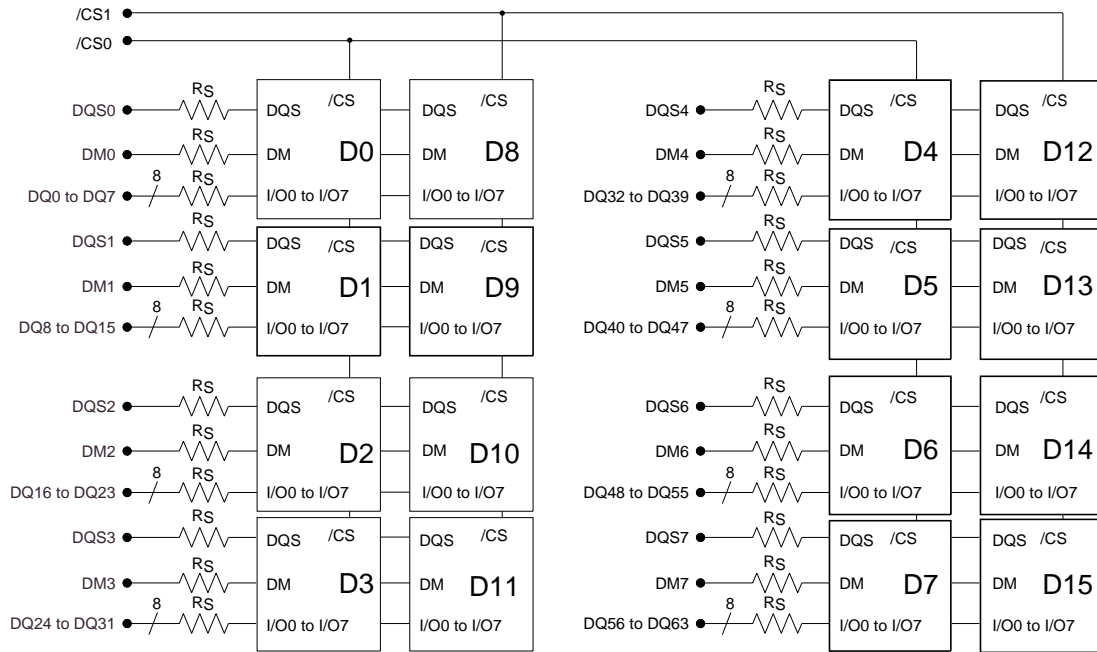 /CS1
/CS0
RS RS
DQS0 DQS /CS DQS /CS DQS4 DQS /CS DQS /CS
RS RS
DM0 DM D0 DM D8 DM4 DM D4 DM D12
8 RS 8 RS
DQ0 to DQ7 I/O0 to I/O7 I/O0 to I/O7 DQ32 to DQ39 I/O0 to I/O7 I/O0 to I/O7
RS RS
DQS1 DQS /CS DQS /CS DQS5 DQS /CS DQS /CS
RS RS
DM1 DM D1 DM D9 DM5 DM D5 DM D13
8 RS 8 RS
DQ8 to DQ15 I/O0 to I/O7 I/O0 to I/O7 DQ40 to DQ47 I/O0 to I/O7 I/O0 to I/O7
RS RS
DQS2 DQS /CS DQS /CS DQS6 DQS /CS DQS /CS
RS RS
DM2 DM D2 DM D10 DM6 DM D6 DM D14
8 RS 8 RS
DQ16 to DQ23 I/O0 to I/O7 I/O0 to I/O7 DQ48 to DQ55 I/O0 to I/O7 I/O0 to I/O7
RS RS
DQS3 DQS /CS DQS /CS DQS7 DQS /CS DQS /CS
RS RS
DM3 DM D3 DM D11 DM7 DM D7 DM D15
8 RS 8 RS
DQ24 to DQ31 I/O0 to I/O7 I/O0 to I/O7 DQ56 to DQ63 I/O0 to I/O7 I/O0 to I/O7